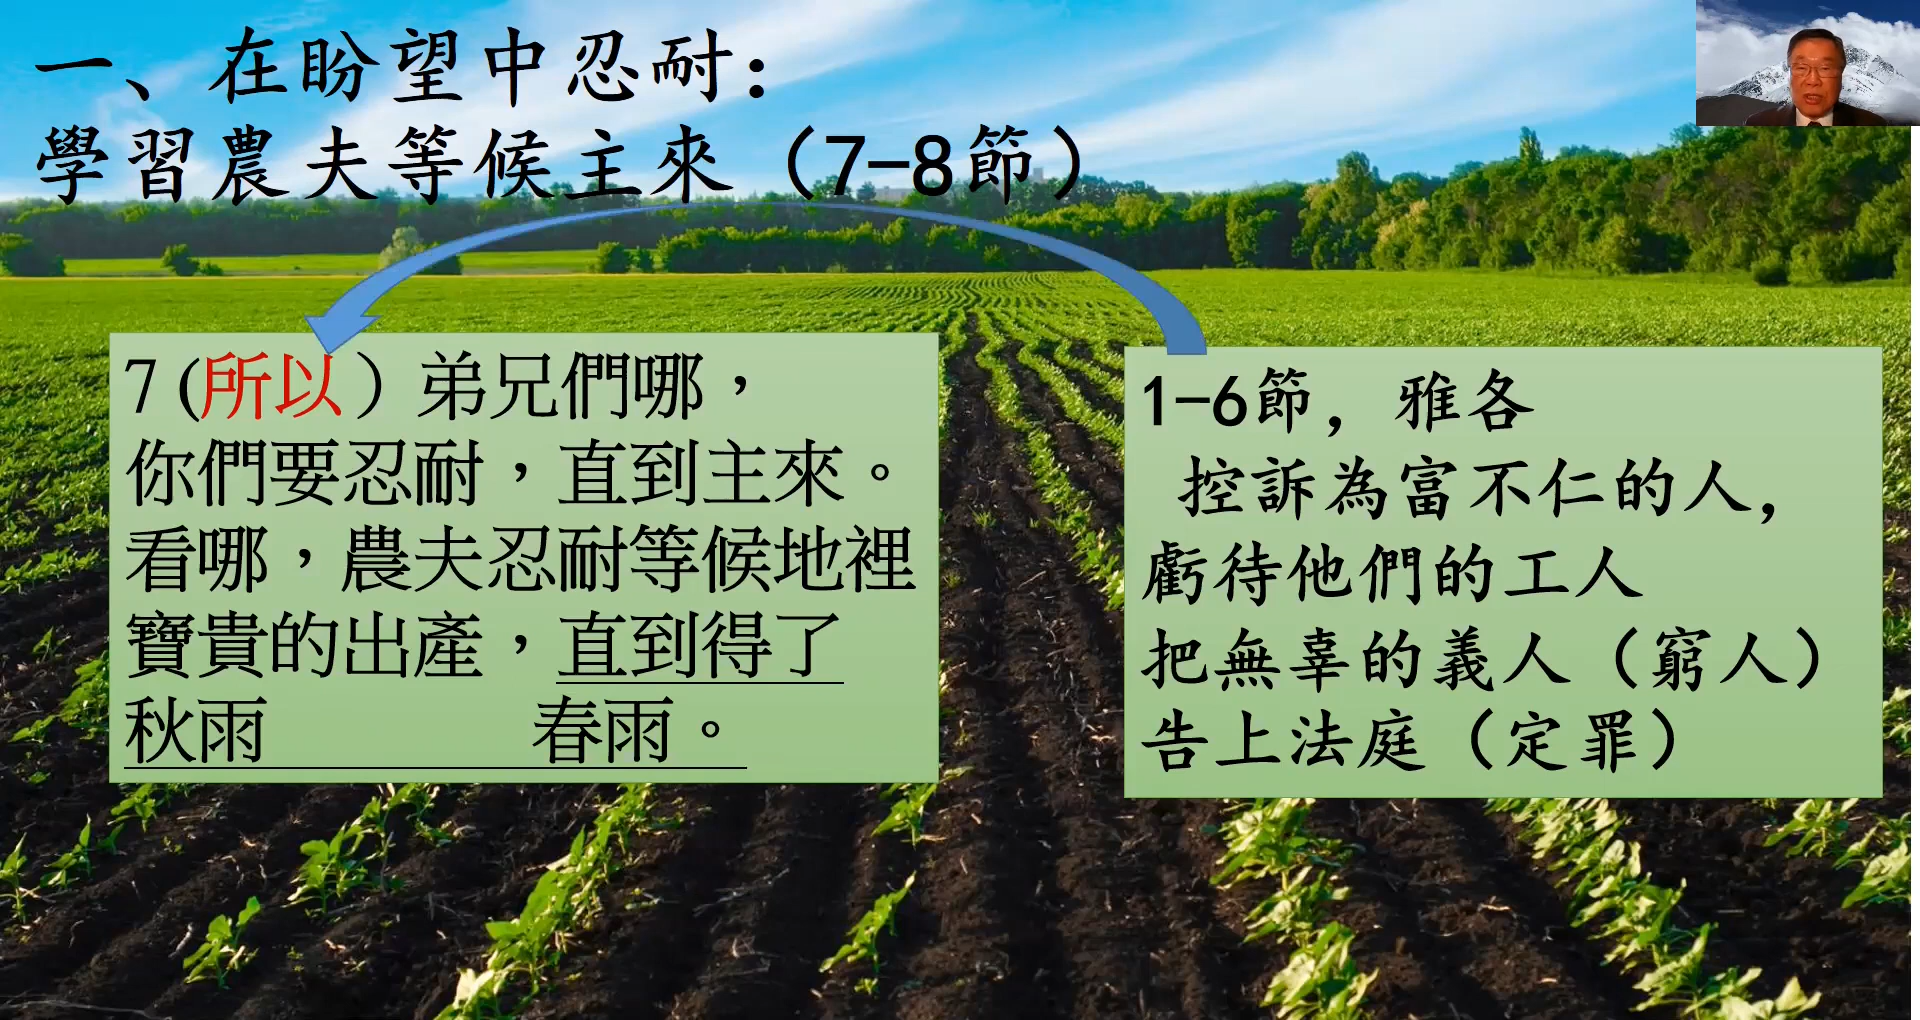 一、在盼望中忍耐：
學習農夫等候主來（7-8節）
7 (所以）弟兄們哪，
你們要忍耐，直到主來。
看哪，農夫忍耐等候地裡
寶貴的出產，直到得了
秋雨 春雨。
1-6節，雅各
控訴為富不仁的人，
虧待他們的工人
把無辜的義人（窮人）
告上法庭（定罪）